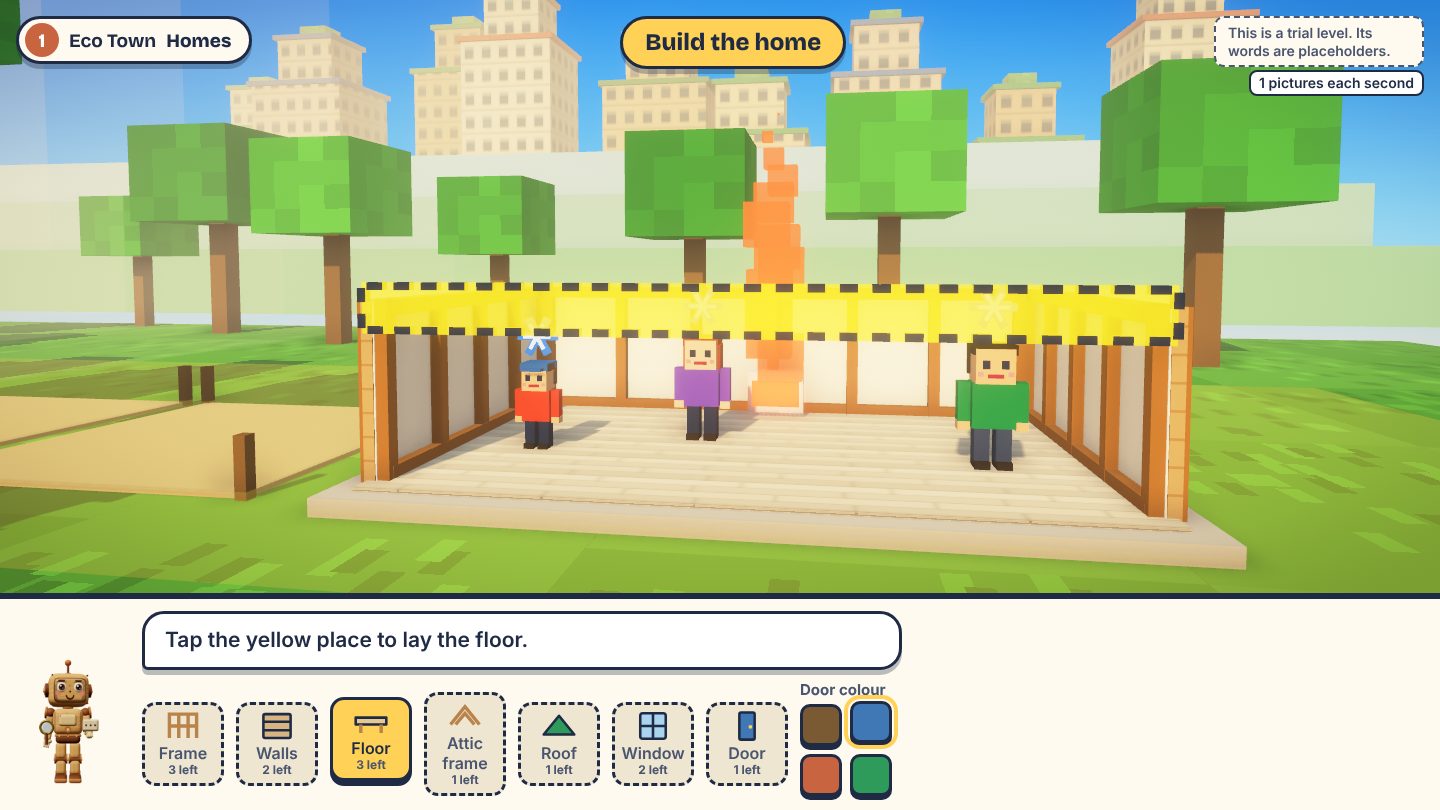 1 Eco Town Homes
Build the home
This is a trial level. Its
words are placeholders.
1 pictures each second
Tap the yellow place to lay the floor.
Door colour
Frame
3 left
Walls
2 left
Floor
3 left
Attic
frame
1 left
Roof
1 left
Window
2 left
Door
1 left